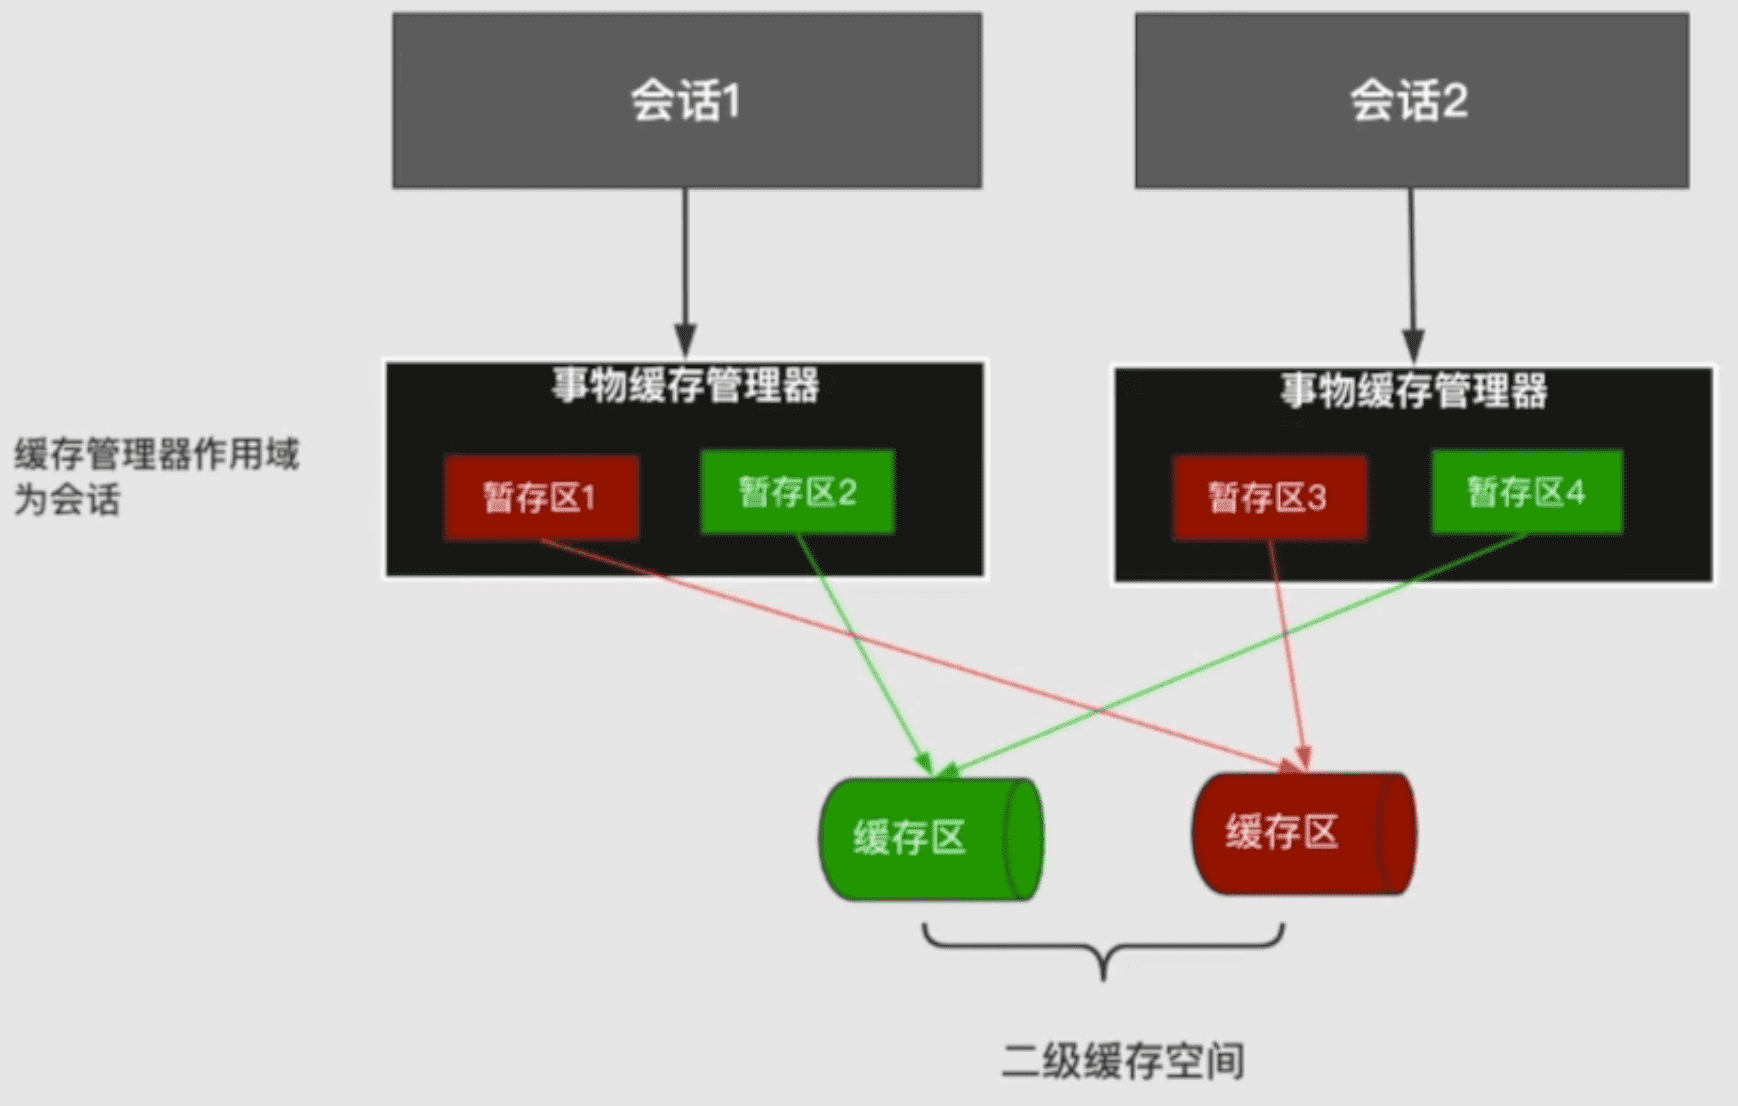 会话1
会话2
事物缓存管理器
事物缓存管理器
缓存管理器作用域
为会话
暂存区1
暂存区2
暂存区3
暂存区4
缓存区
缓存区
二级缓存空间